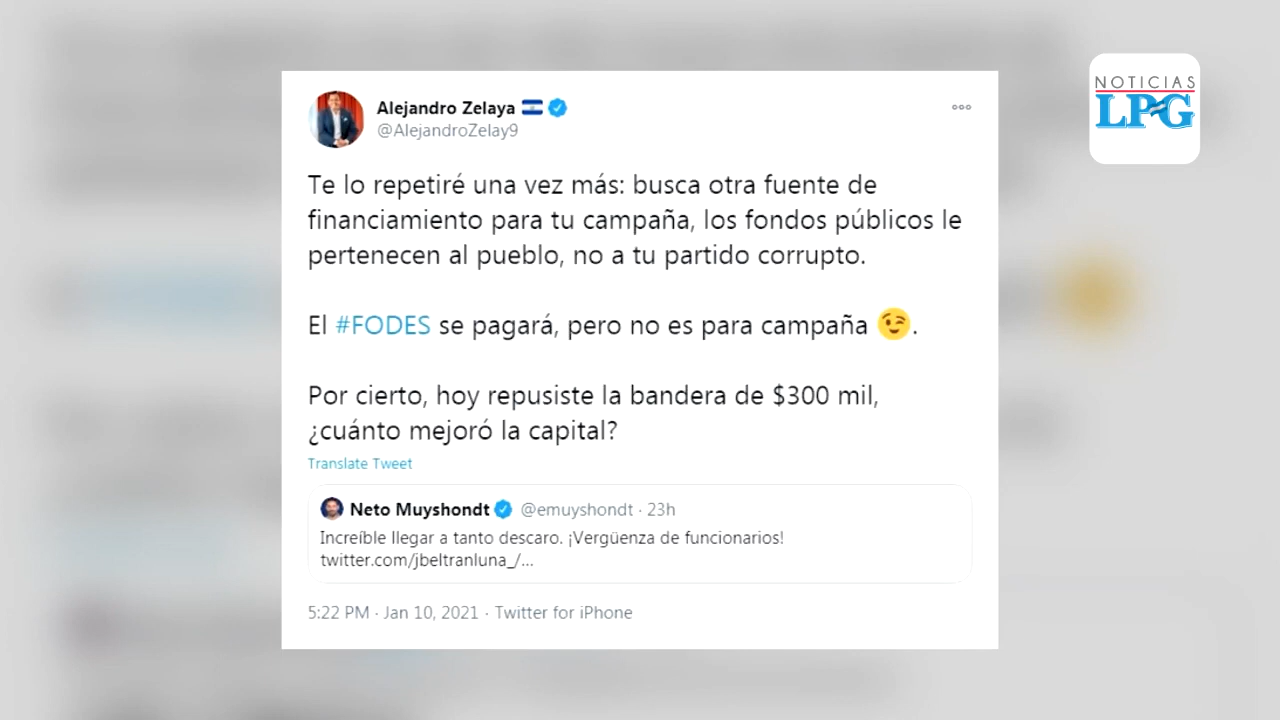 NOTICIAS
LPG
Alejandro Zelaya
@AlejandroZelay9
Te lo repetiré una vez más: busca otra fuente de
financiamiento para tu campaña, los fondos públicos le
pertenecen al pueblo, no a tu partido corrupto.
El #FODES se pagará, pero no es para campaña 😉.
Por cierto, hoy repusiste la bandera de $300 mil,
¿cuánto mejoró la capital?
Translate Tweet
Neto Muyshondt @emuyshondt · 23h
Increíble llegar a tanto descaro. ¡Vergüenza de funcionarios!
twitter.com/jbeltranluna_/...
5:22 PM · Jan 10, 2021 · Twitter for iPhone